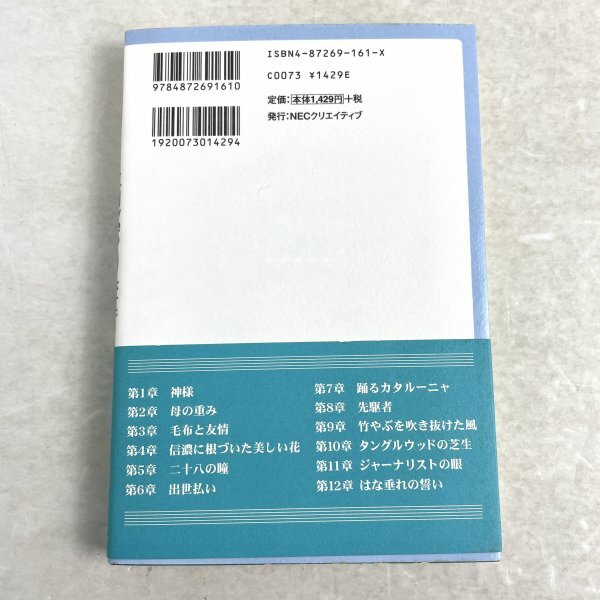 ISBN4-87269-161-X
C0073 ¥1429E
定価：本体1,429円+税
発行：NECクリエイティブ
9784872691610
1920073014294
第1章 神様
第2章 母の重み
第3章 毛布と友情
第4章 信濃に根づいた美しい花
第5章 二十八の瞳
第6章 出世払い
第7章 踊るカタルーニャ
第8章 先駆者
第9章 竹やぶを吹き抜けた風
第10章 タングルウッドの芝生
第11章 ジャーナリストの眼
第12章 はな垂れの誓い